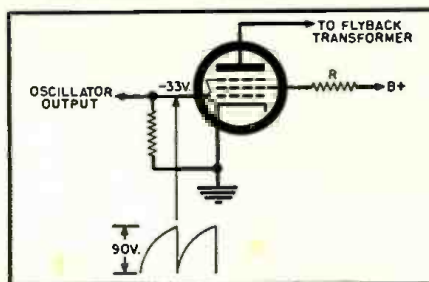 TO FLYBACK
TRANSFORMER
OSCILLATOR
OUTPUT
-33V.
R
B+
90V.